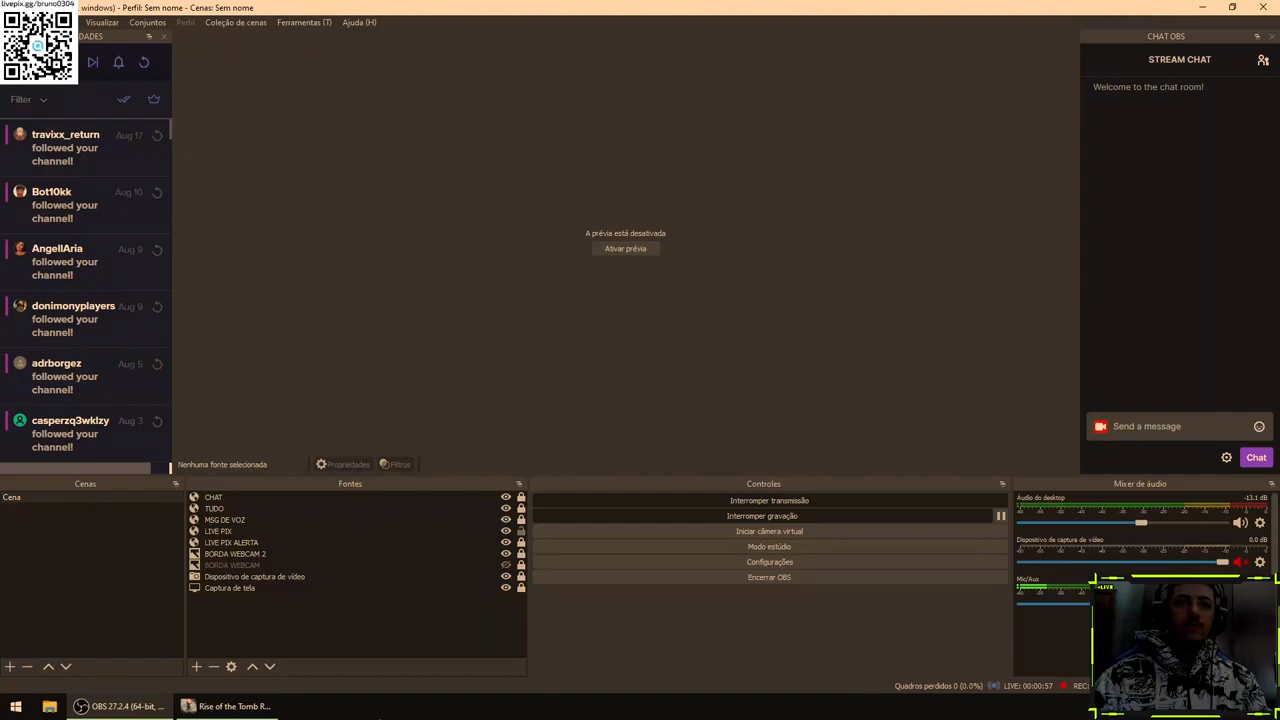 livepix.gg/bruno0304
windows) - Perfil: Sem nome - Cenas: Sem nome
Visualizar Conjuntos Perfil Coleção de cenas Ferramentas (T) Ajuda (H)
DADES
CHAT OBS
STREAM CHAT
Filter
Welcome to the chat room!
travixx_return Aug 17
followed your
channel!
Bot10kk Aug 10
followed your
channel!
AngellAria Aug 9
followed your
channel!
donimonyplayers Aug 9
followed your
channel!
adrborgez Aug 5
followed your
channel!
casperzq3wklzy Aug 3
followed your
channel!
A prévia está desativada
Ativar prévia
Send a message
Chat
Nenhuma fonte selecionada Propriedades Filtros
Cenas
Cena
Fontes
CHAT
TUDO
MSG DE VOZ
LIVE PIX
LIVE PIX ALERTA
BORDA WEBCAM 2
BORDA WEBCAM
Dispositivo de captura de vídeo
Captura de tela
Controles
Interromper transmissão
Interromper gravação
Iniciar câmera virtual
Modo estúdio
Configurações
Encerrar OBS
Mixer de áudio
Áudio do desktop -13.1 dB
Dispositivo de captura de vídeo 0.0 dB
Mic/Aux
LIVE
Quadros perdidos 0 (0.0%) LIVE: 00:00:57 REC:
OBS 27.2.4 (64-bit, ... Rise of the Tomb R...